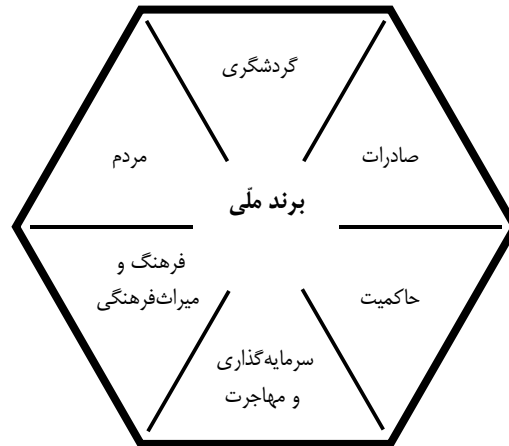 گردشگری
صادرات
مردم
برند ملّی
حاکمیت
فرهنگ و
میراث‌فرهنگی
سرمایه‌گذاری
و مهاجرت